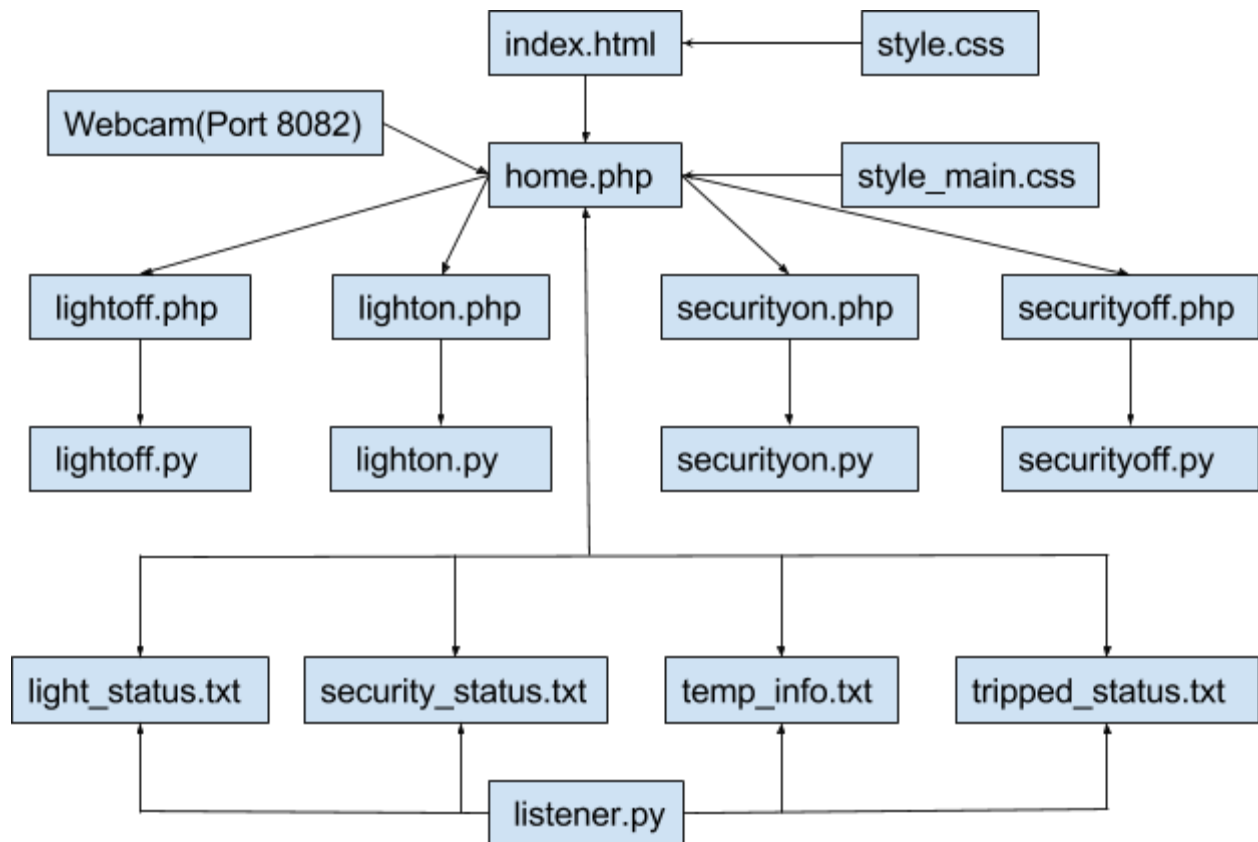 index.html
style.css
Webcam(Port 8082)
home.php
style_main.css
lightoff.php
lighton.php
securityon.php
securityoff.php
lightoff.py
lighton.py
securityon.py
securityoff.py
light_status.txt
security_status.txt
temp_info.txt
tripped_status.txt
listener.py